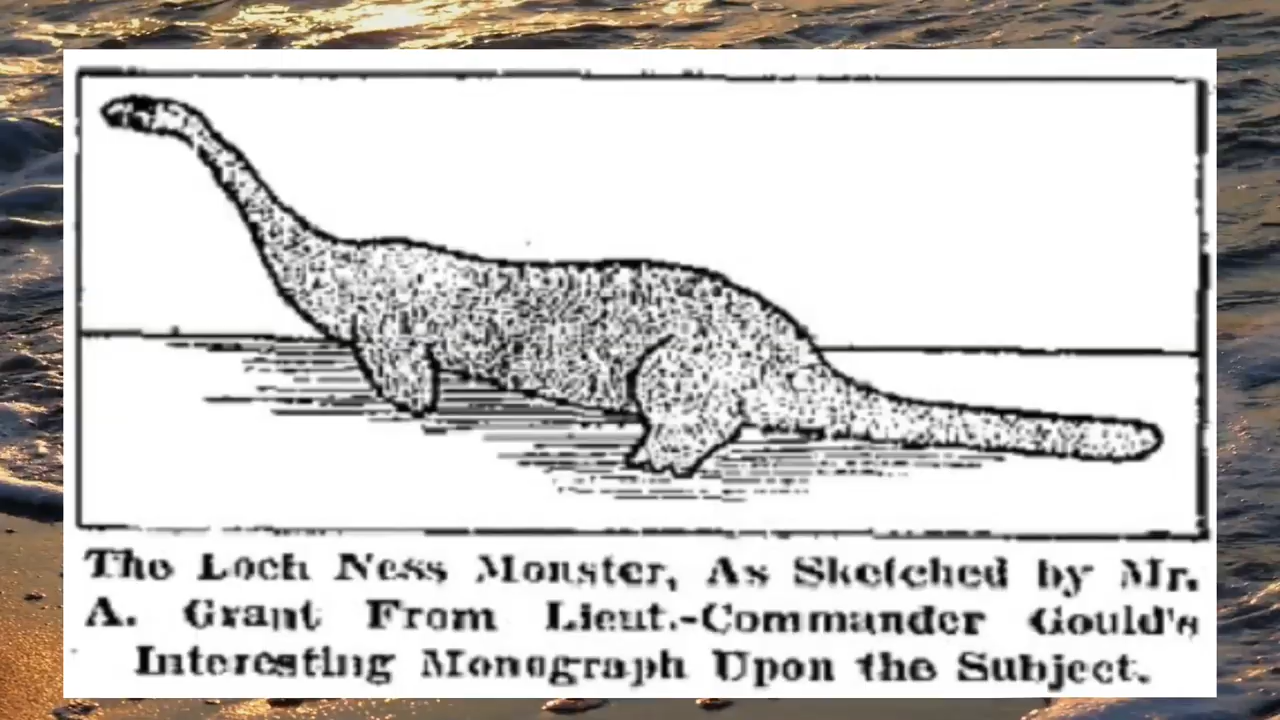 The Loch Ness Monster, As Sketched by Mr.
A. Grant From Lieut.-Commander Gould's
Interesting Monograph Upon the Subject.